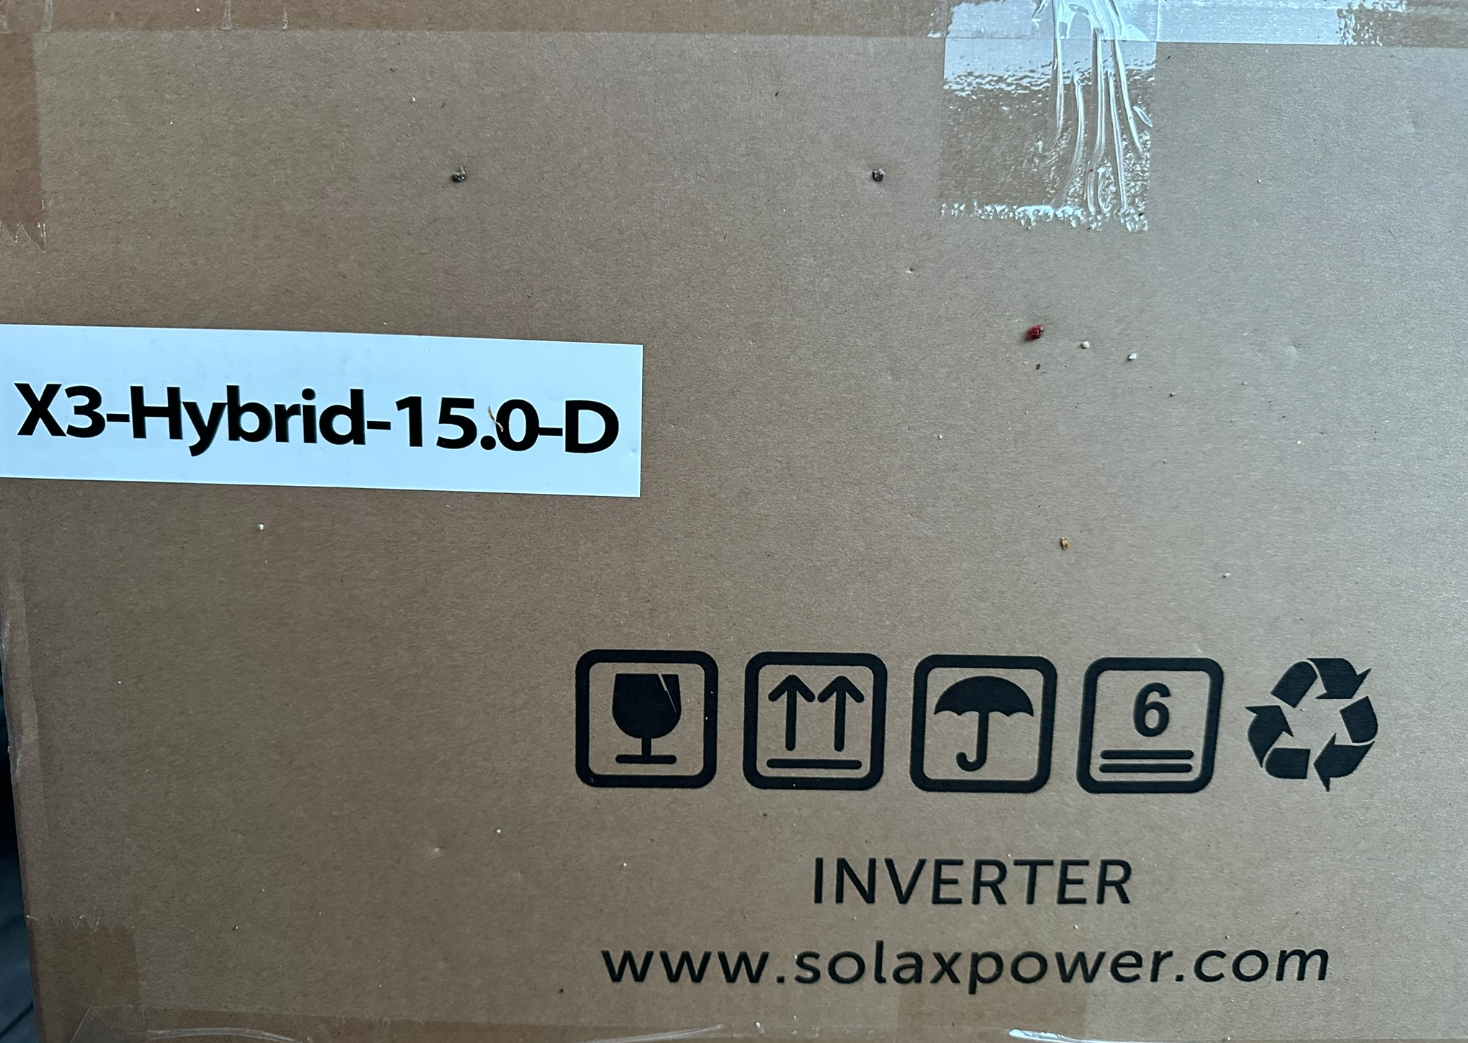 X3-Hybrid-15.0-D
6
INVERTER
www.solaxpower.com